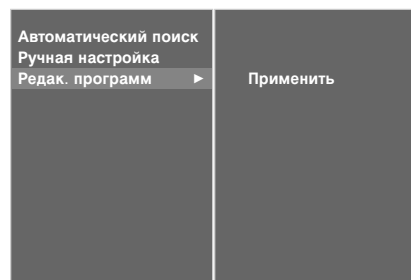 Автоматический поиск
Ручная настройка
Редак. программ ► Применить